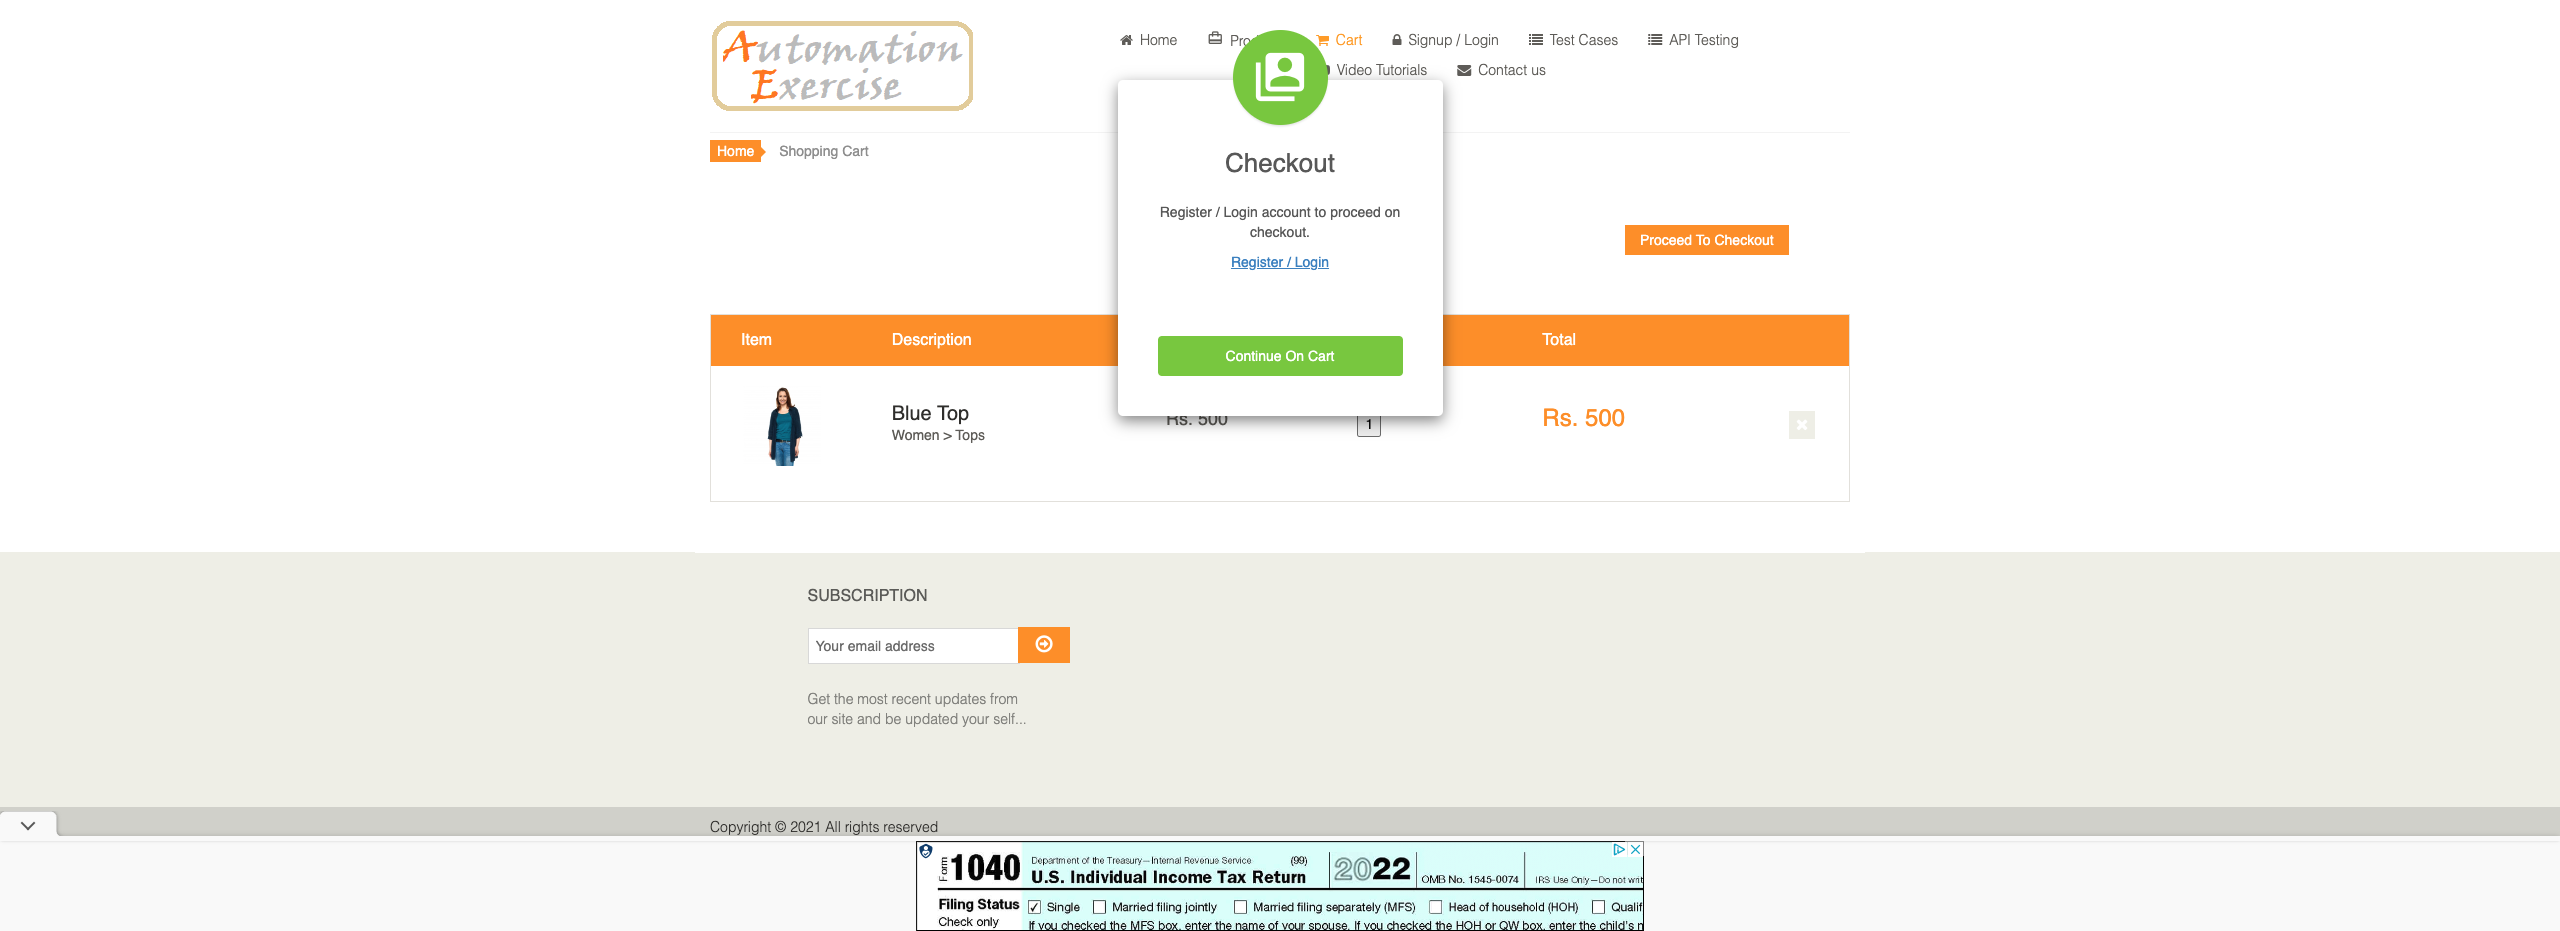 Automation
Exercise
Home
Cart
Signup / Login
Test Cases
API Testing
Video Tutorials
Contact us
Home
Shopping Cart
Checkout
Register / Login account to proceed on
checkout.
Register / Login
Continue On Cart
Proceed To Checkout
Item
Description
Total
Blue Top
Women > Tops
Rs. 500
1
Rs. 500
SUBSCRIPTION
Your email address
Get the most recent updates from
our site and be updated your self...
Copyright © 2021 All rights reserved
Form 1040
Department of the Treasury—Internal Revenue Service
(99)
U.S. Individual Income Tax Return
2022
OMB No. 1545-0074
IRS Use Only—Do not writ
Filing Status
Check only
Single
Married filing jointly
Married filing separately (MFS)
Head of household (HOH)
Qualif
If you checked the MFS box, enter the name of your spouse. If you checked the HOH or QW box, enter the child's n